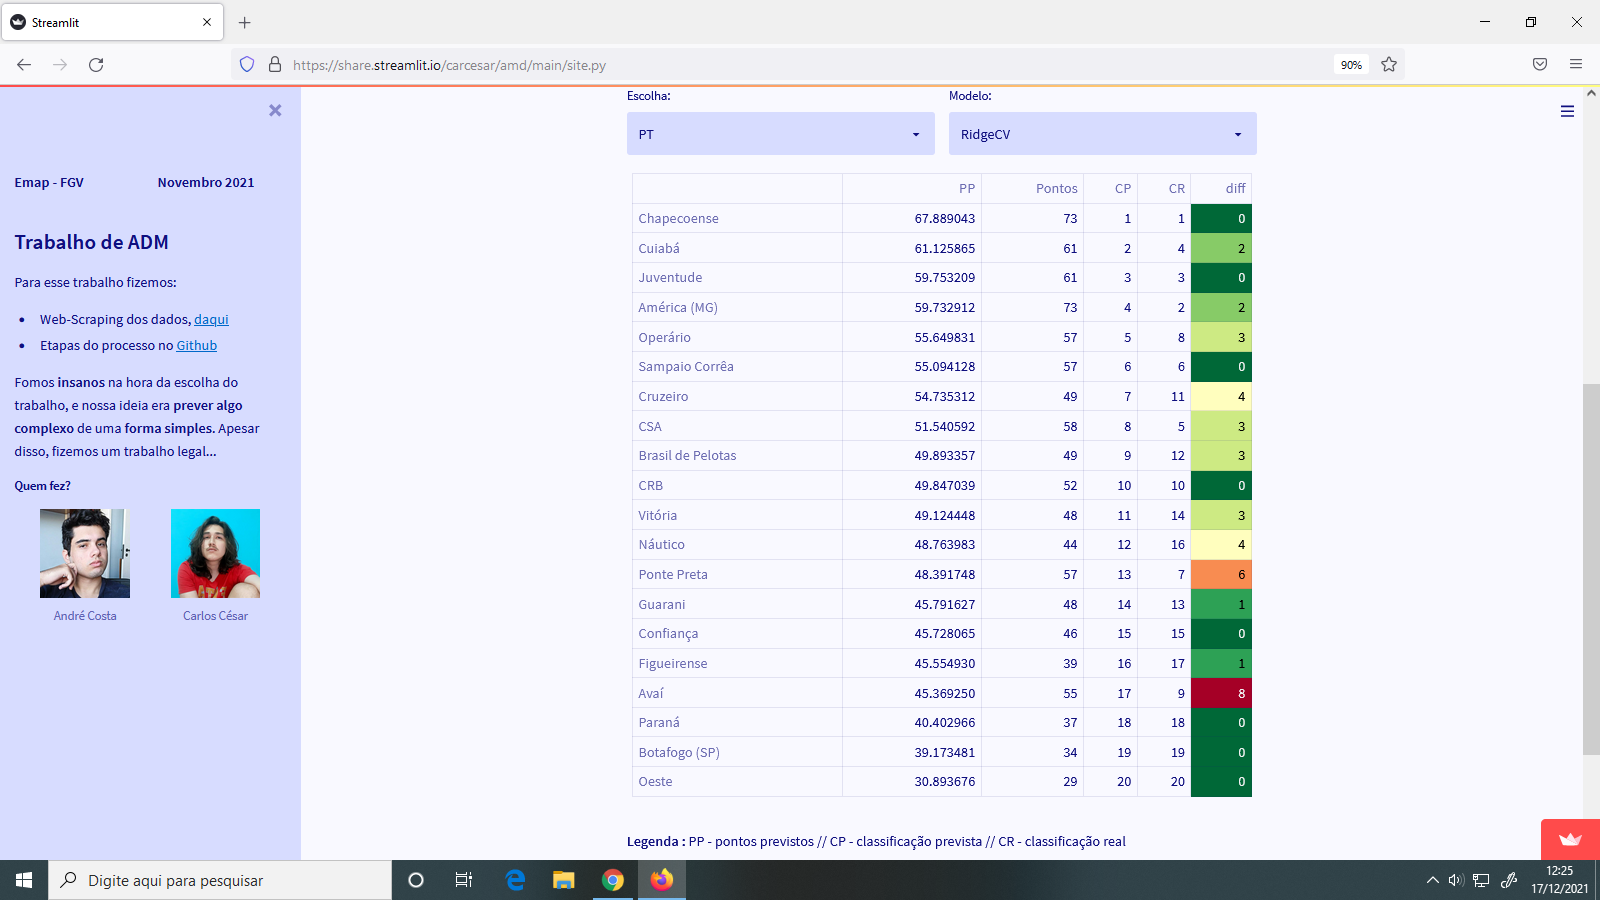 Streamlit
https://share.streamlit.io/carcesar/amd/main/site.py
90%
Emap - FGV Novembro 2021
Trabalho de ADM
Para esse trabalho fizemos:
• Web-Scraping dos dados, daqui
• Etapas do processo no Github
Fomos insanos na hora da escolha do
trabalho, e nossa ideia era prever algo
complexo de uma forma simples. Apesar
disso, fizemos um trabalho legal...
Quem fez?
André Costa Carlos César
Escolha: Modelo:
PT RidgeCV
PP Pontos CP CR diff
Chapecoense 67.889043 73 1 1 0
Cuiabá 61.125865 61 2 4 2
Juventude 59.753209 61 3 3 0
América (MG) 59.732912 73 4 2 2
Operário 55.649831 57 5 8 3
Sampaio Corrêa 55.094128 57 6 6 0
Cruzeiro 54.735312 49 7 11 4
CSA 51.540592 58 8 5 3
Brasil de Pelotas 49.893357 49 9 12 3
CRB 49.847039 52 10 10 0
Vitória 49.124448 48 11 14 3
Náutico 48.763983 44 12 16 4
Ponte Preta 48.391748 57 13 7 6
Guarani 45.791627 48 14 13 1
Confiança 45.728065 46 15 15 0
Figueirense 45.554930 39 16 17 1
Avaí 45.369250 55 17 9 8
Paraná 40.402966 37 18 18 0
Botafogo (SP) 39.173481 34 19 19 0
Oeste 30.893676 29 20 20 0
Legenda : PP - pontos previstos // CP - classificação prevista // CR - classificação real
Digite aqui para pesquisar
12:25
17/12/2021